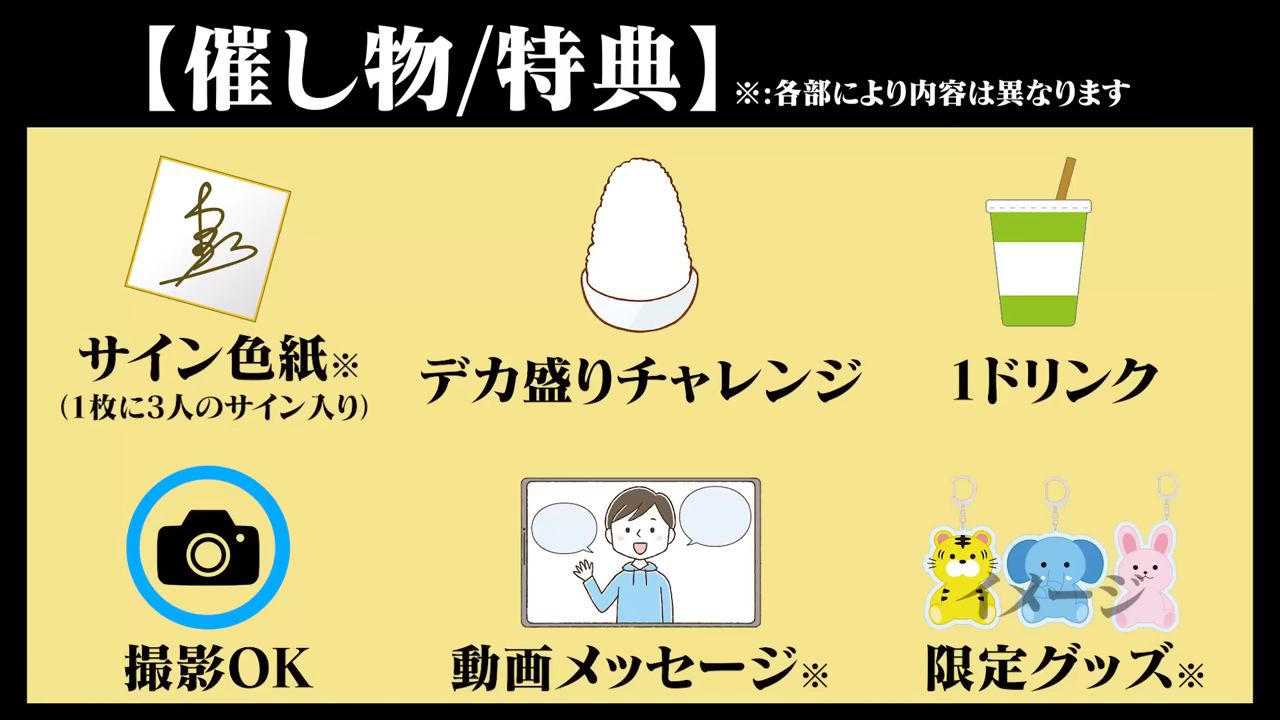 【催し物/特典】※:各部により内容は異なります
サイン色紙※
(1枚に3人のサイン入り)
デカ盛りチャレンジ
1ドリンク
撮影OK
動画メッセージ※
イメージ
限定グッズ※